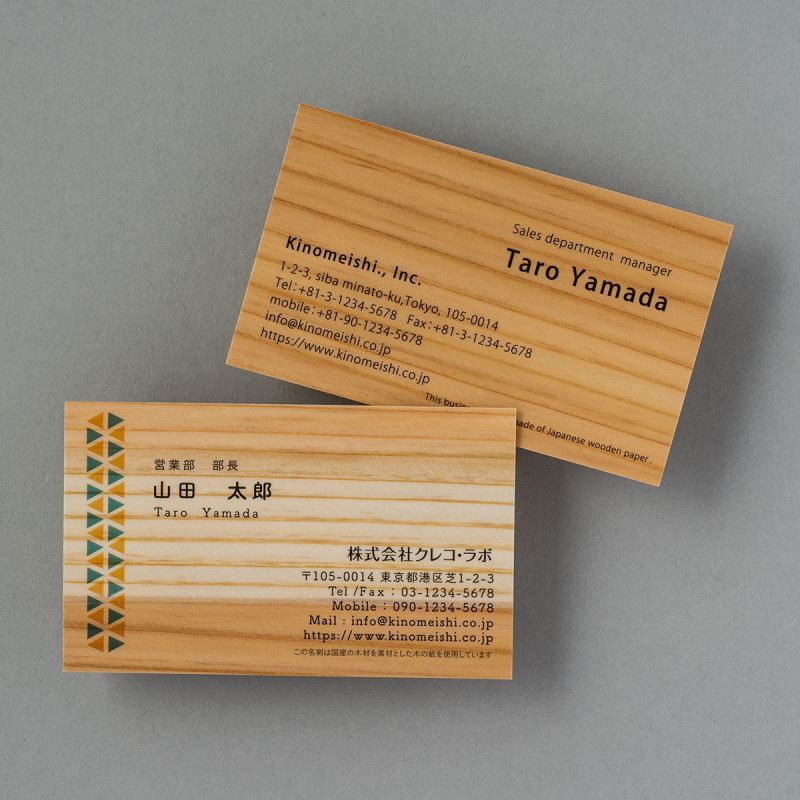 Sales department manager
Taro Yamada
Kinomeishi., Inc.
1-2-3, siba minato-ku,Tokyo, 105-0014
Tel:+81-3-1234-5678 Fax:+81-3-1234-5678
mobile:+81-90-1234-5678
info@kinomeishi.co.jp
https://www.kinomeishi.co.jp
This of Japanese wooden paper.
営業部 部長
山田 太郎
Taro Yamada
株式会社クレコ・ラボ
〒105-0014 東京都港区芝1-2-3
Tel /Fax : 03-1234-5678
Mobile : 090-1234-5678
Mail : info@kinomeishi.co.jp
https://www.kinomeishi.co.jp
この名刺は国産の木材を素材とした木の紙を使用しています